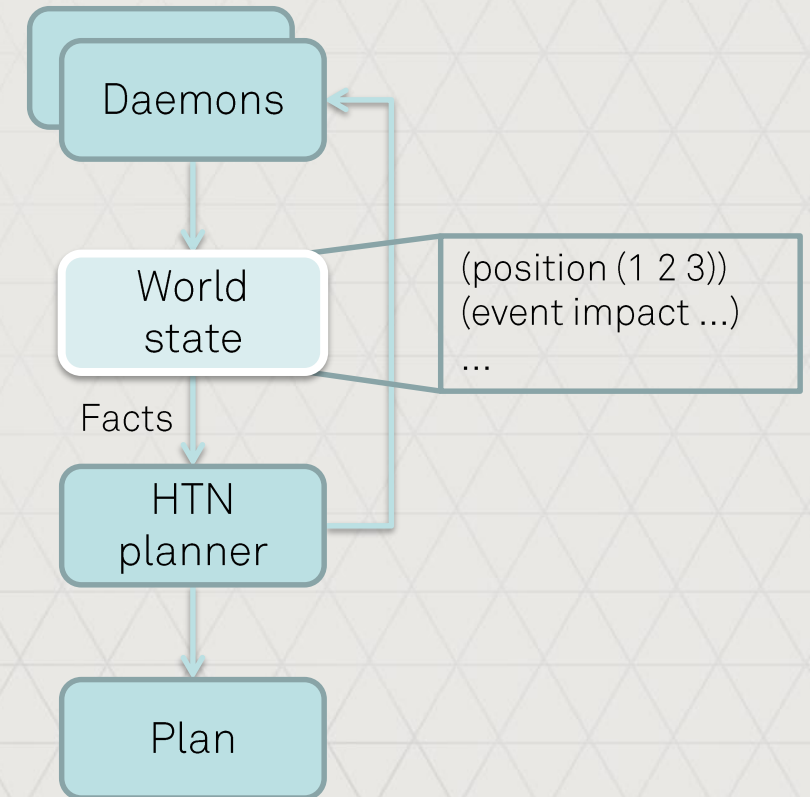 Daemons
World
state
(position (1 2 3))
(event impact ...)
...
Facts
HTN
planner
Plan